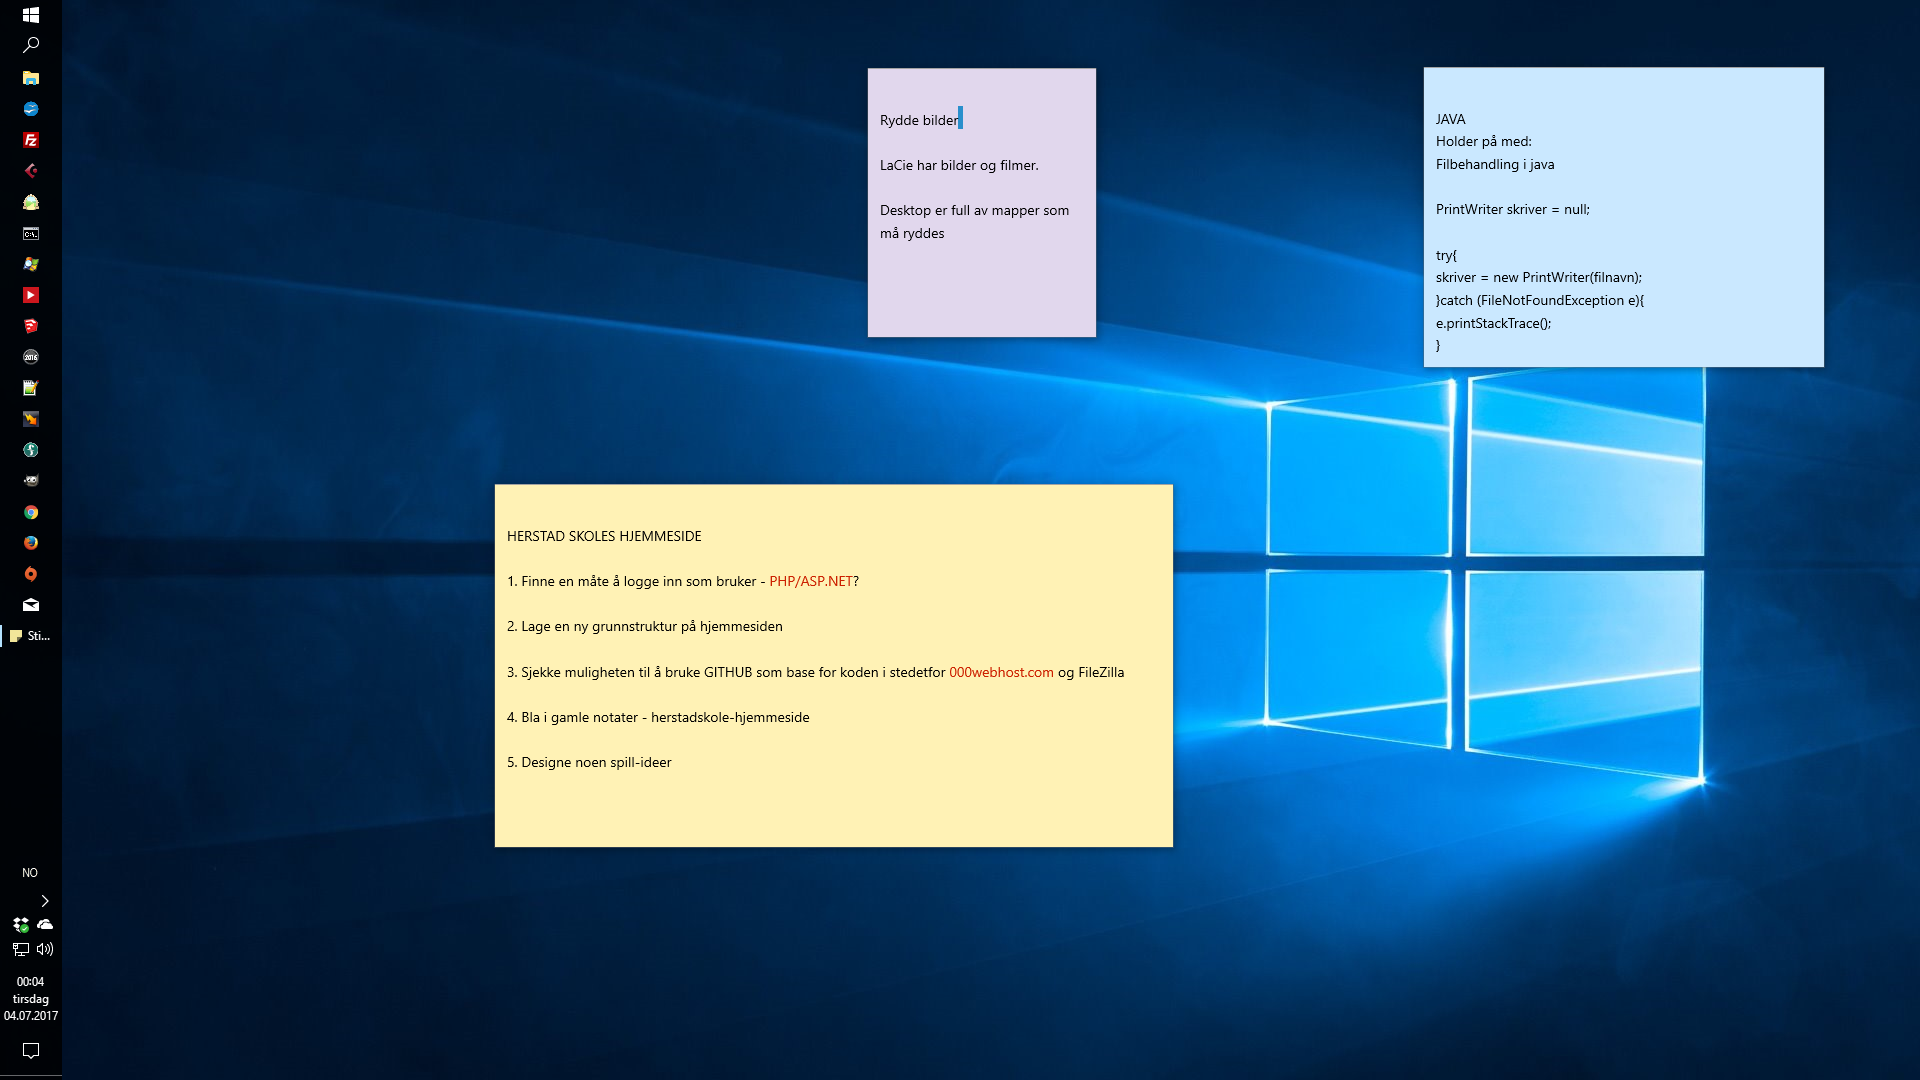 Rydde bilder
LaCie har bilder og filmer.
Desktop er full av mapper som
må ryddes
JAVA
Holder på med:
Filbehandling i java
PrintWriter skriver = null;
try{
skriver = new PrintWriter(filnavn);
}catch (FileNotFoundException e){
e.printStackTrace();
}
HERSTAD SKOLES HJEMMESIDE
1. Finne en måte å logge inn som bruker - PHP/ASP.NET?
2. Lage en ny grunnstruktur på hjemmesiden
3. Sjekke muligheten til å bruke GITHUB som base for koden i stedetfor 000webhost.com og FileZilla
4. Bla i gamle notater - herstadskole-hjemmeside
5. Designe noen spill-ideer
Fz
C:\.
2016
Sti...
NO
00:04
tirsdag
04.07.2017